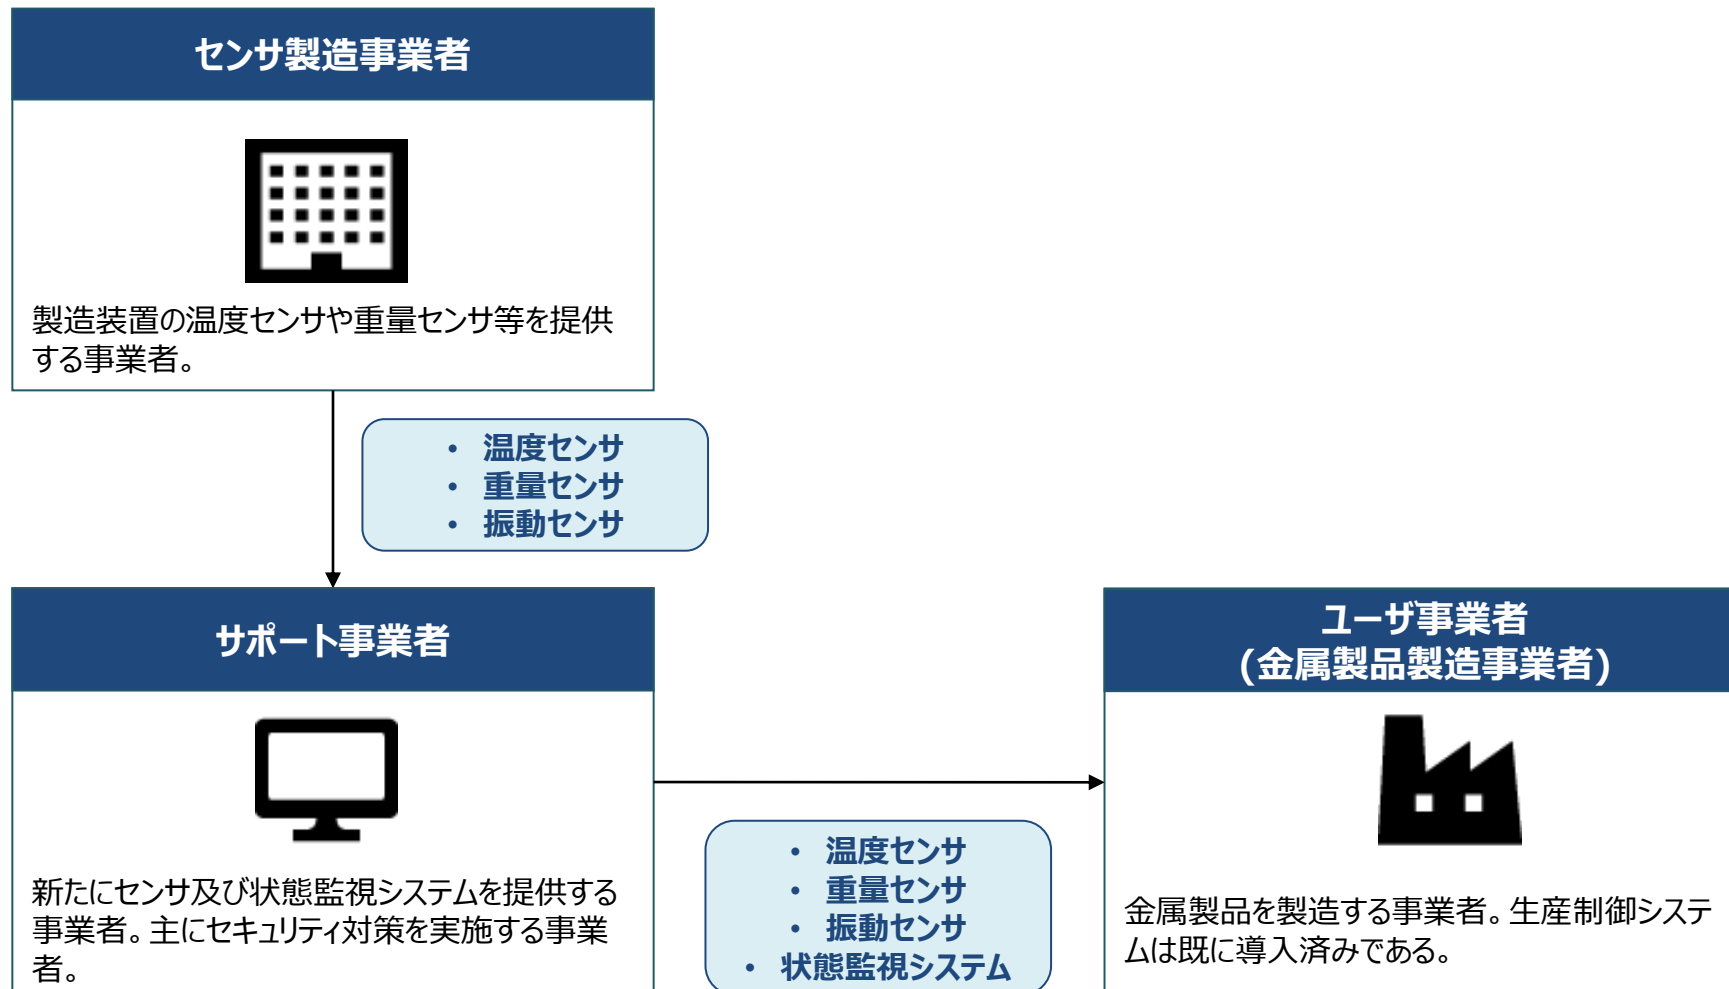 センサ製造事業者
製造装置の温度センサや重量センサ等を提供
する事業者。
• 温度センサ
• 重量センサ
• 振動センサ
サポート事業者
新たにセンサ及び状態監視システムを提供する
事業者。主にセキュリティ対策を実施する事業
者。
• 温度センサ
• 重量センサ
• 振動センサ
• 状態監視システム
ユーザ事業者
(金属製品製造事業者)
金属製品を製造する事業者。生産制御システ
ムは既に導入済みである。